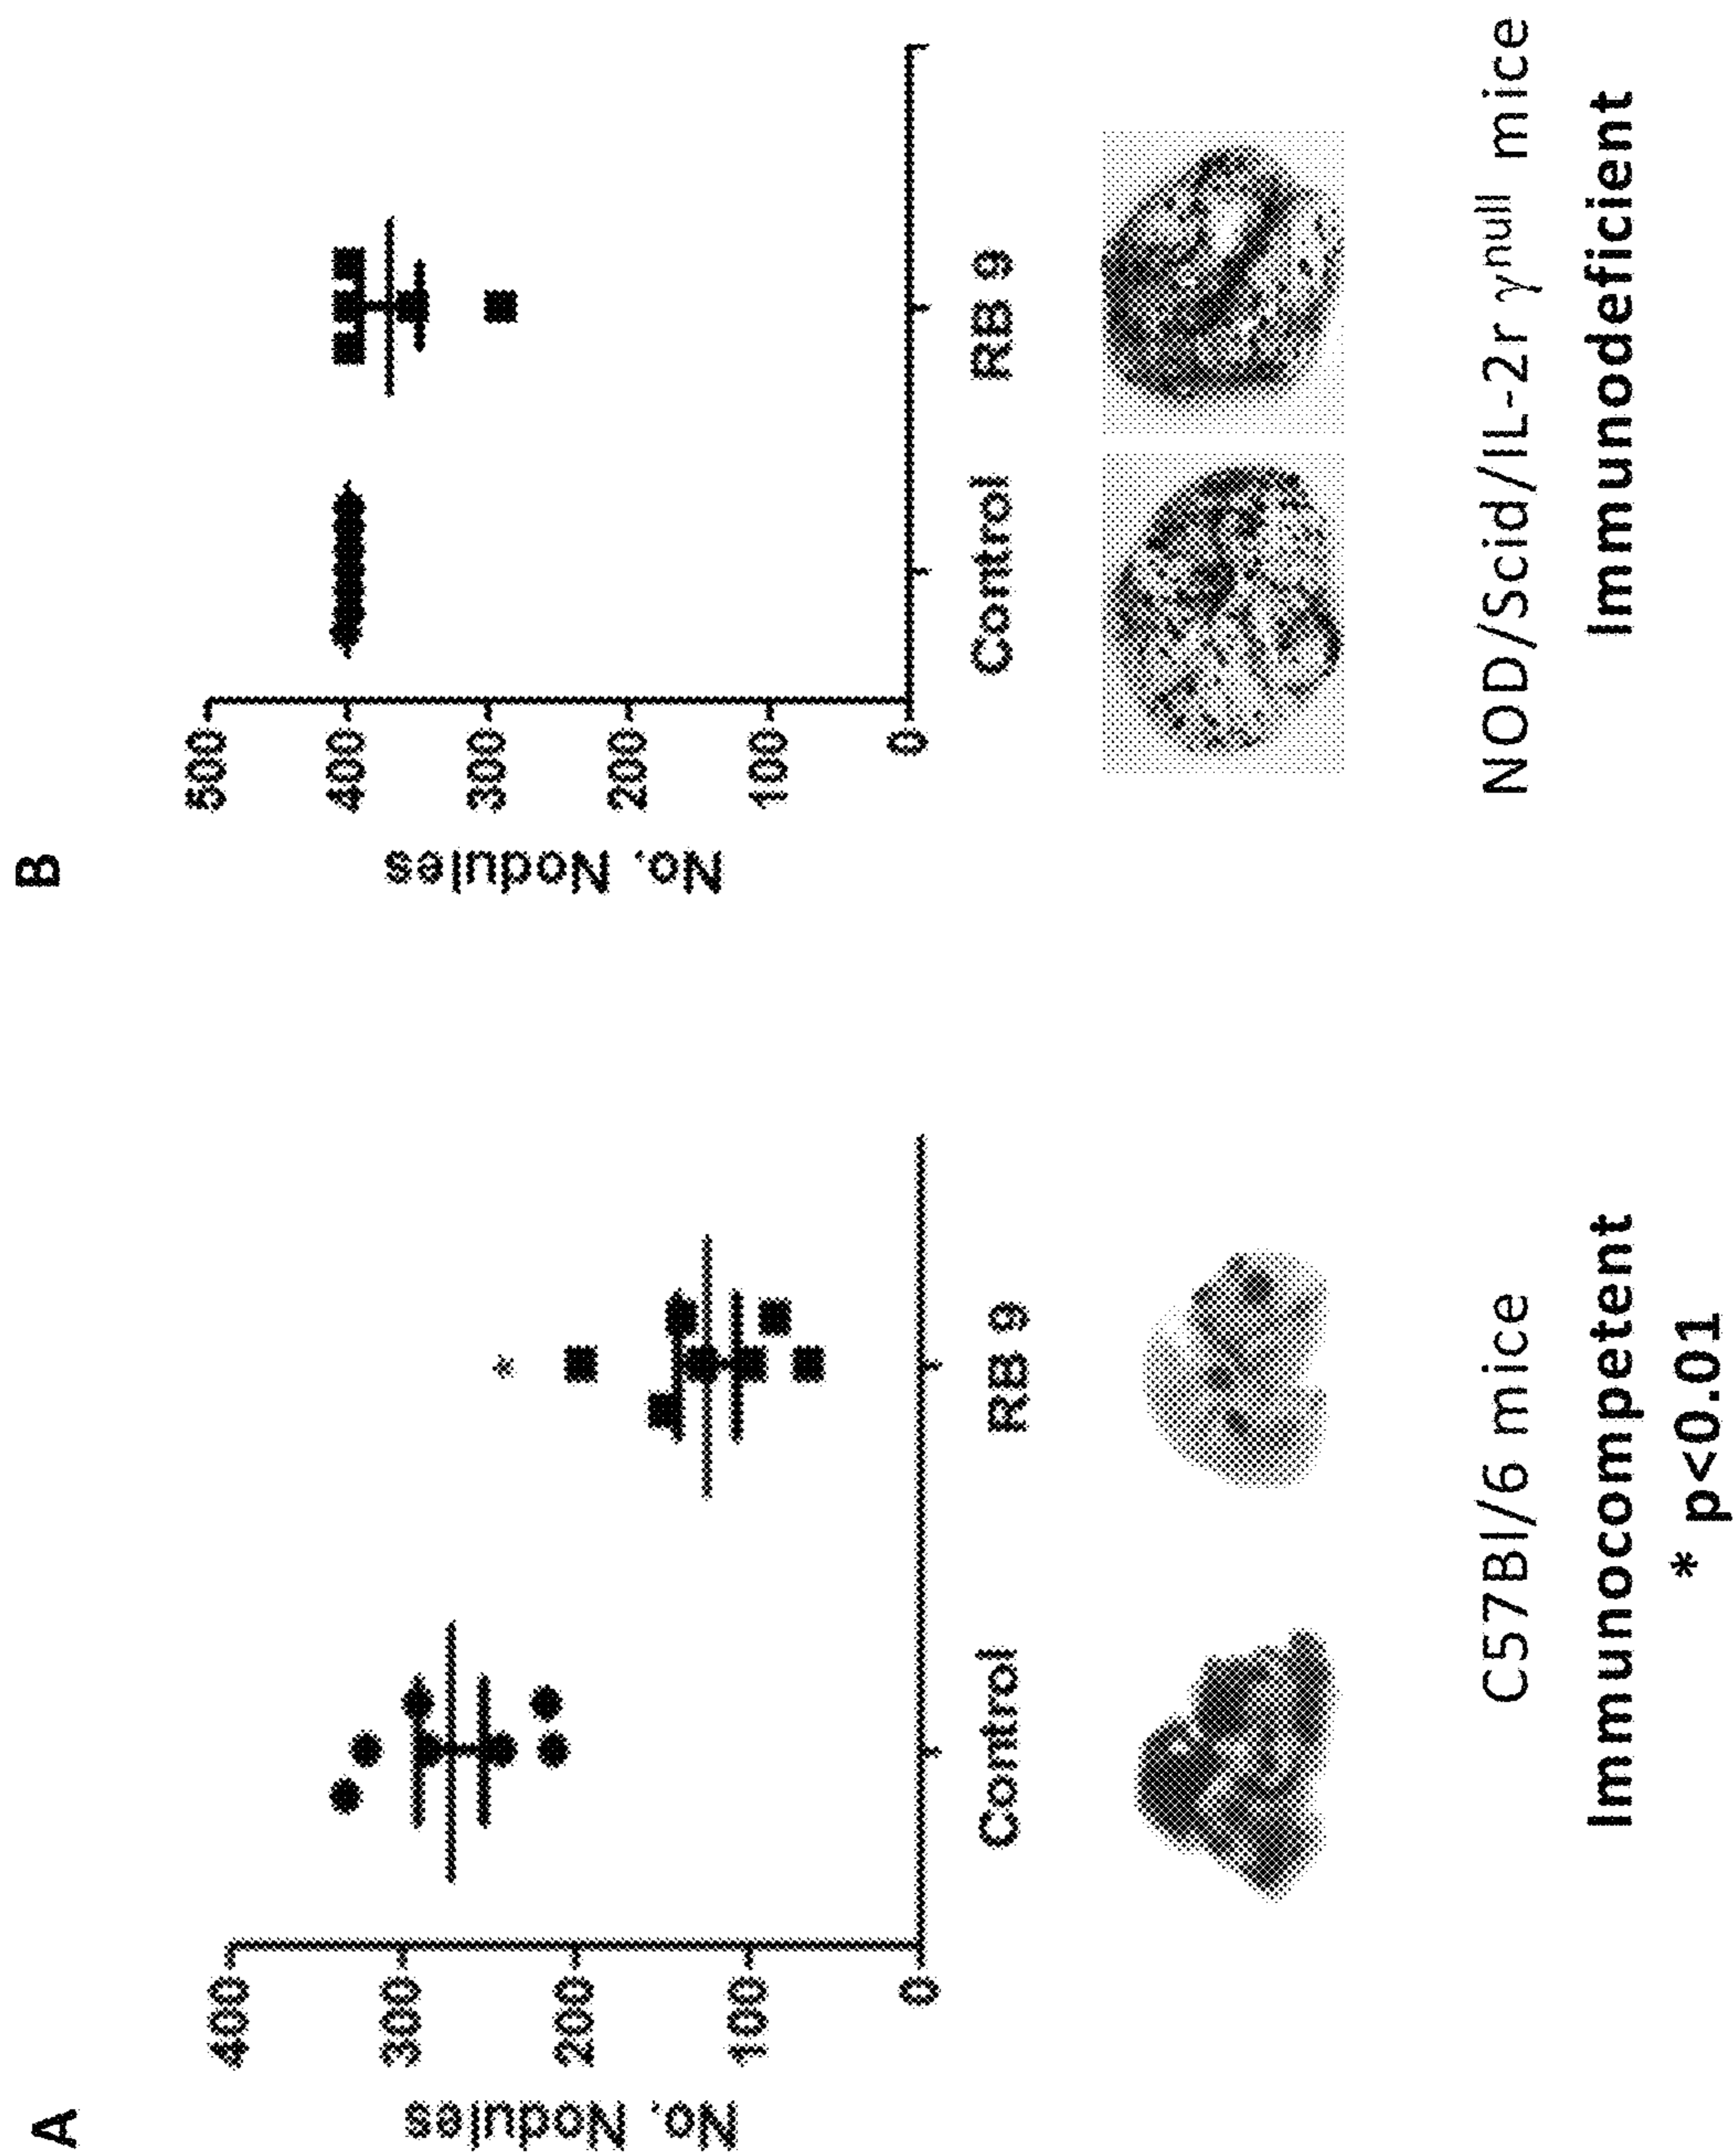 A
No. Nodules
400
300
200
100
0
*
Control
RB 9
C57Bl/6 mice
Immunocompetent
* p<0.01
B
No. Nodules
500
400
300
200
100
0
Control
RB 9
NOD/Scid/IL-2r γnull mice
Immunodeficient